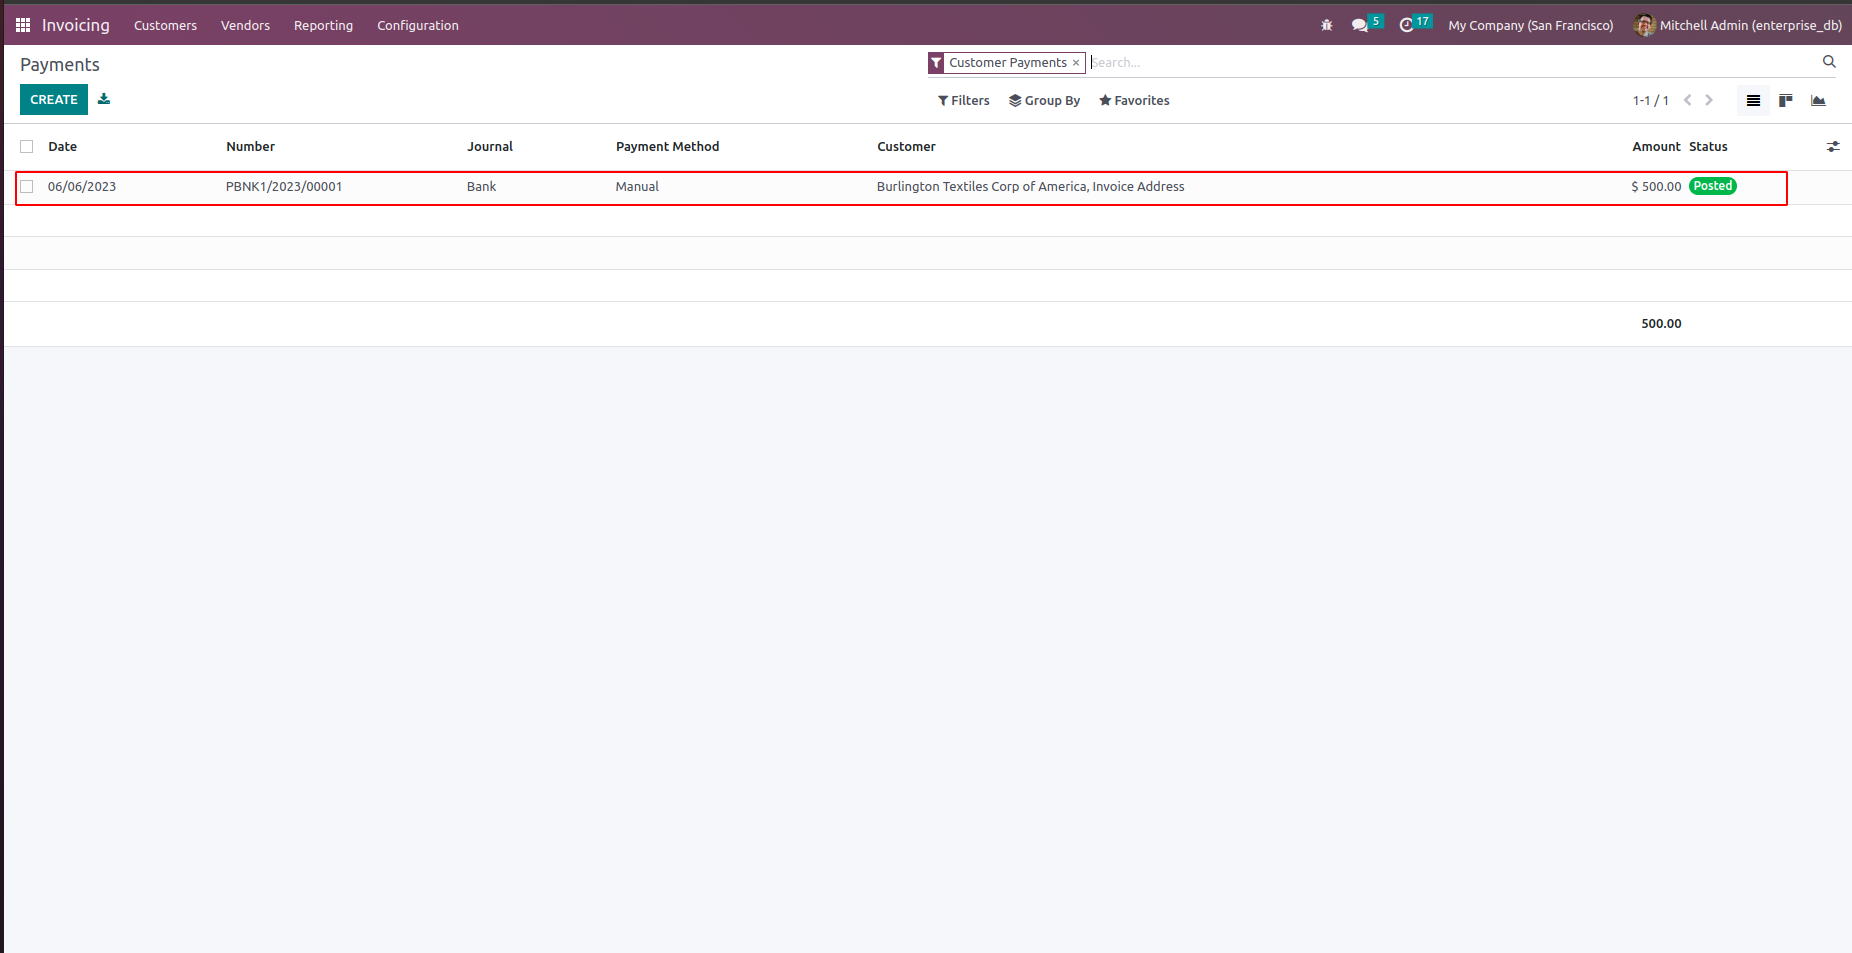 Invoicing Customers Vendors Reporting Configuration 5 17 My Company (San Francisco) Mitchell Admin (enterprise_db)
Payments Customer Payments × Search...
CREATE Filters Group By Favorites 1-1 / 1
Date Number Journal Payment Method Customer Amount Status
06/06/2023 PBNK1/2023/00001 Bank Manual Burlington Textiles Corp of America, Invoice Address $ 500.00 Posted
500.00